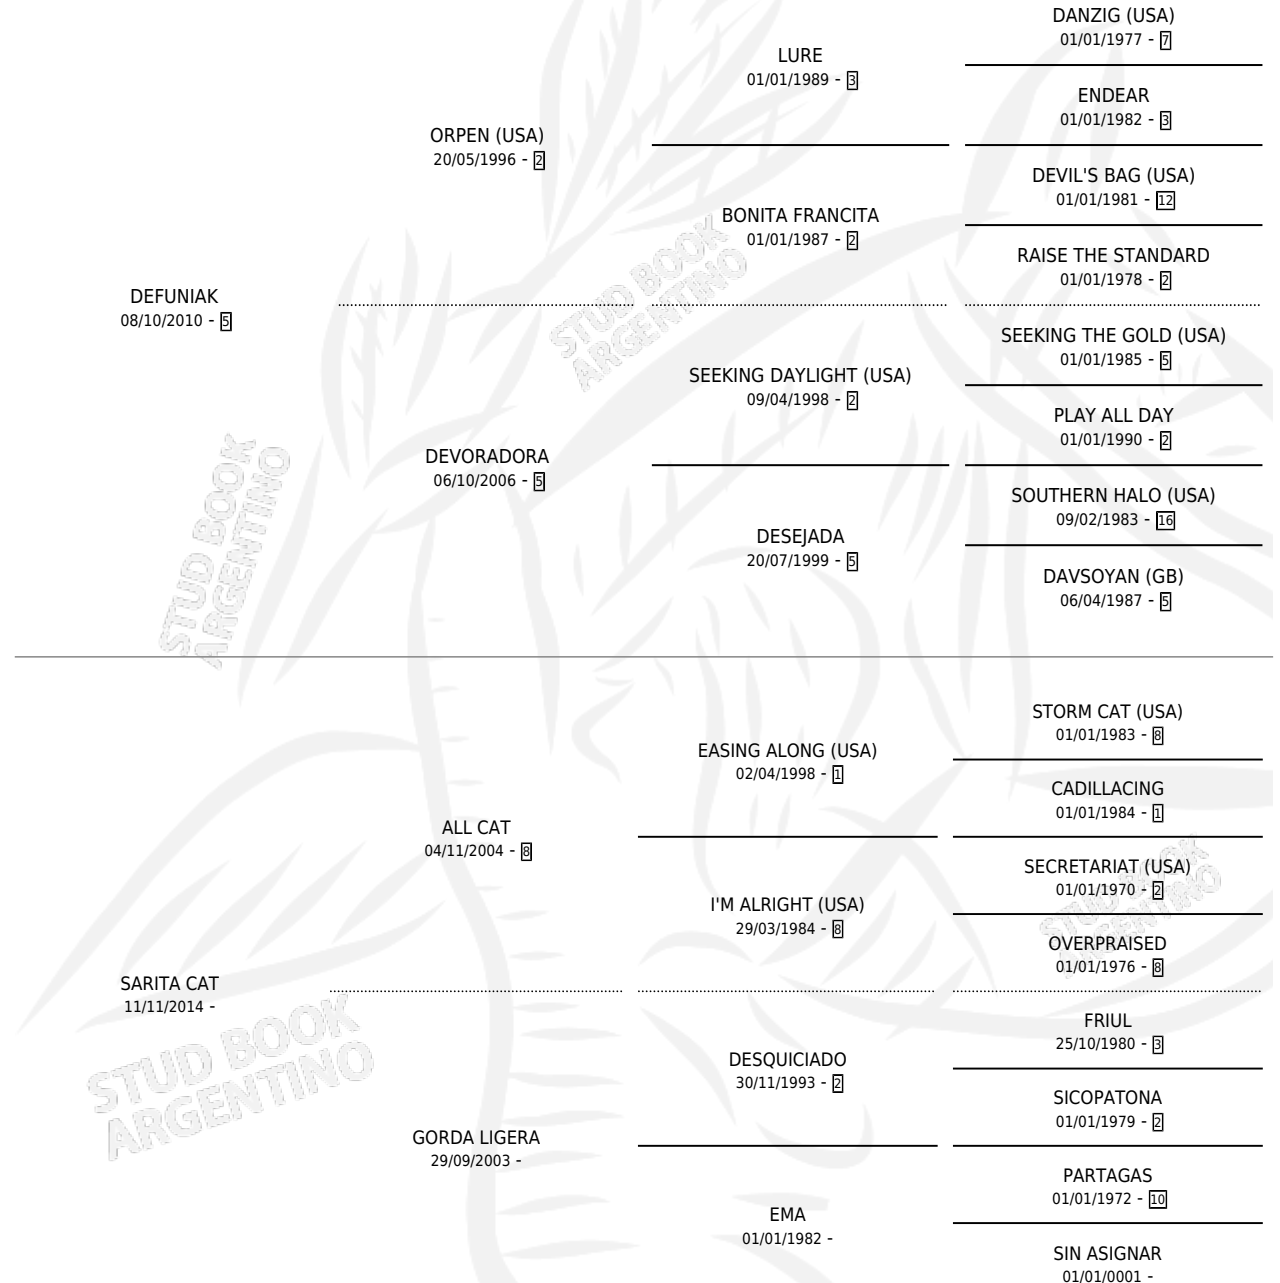 DANZIG (USA)
01/01/1977 - 7
LURE
01/01/1989 - 3
ENDEAR
01/01/1982 - 3
ORPEN (USA)
20/05/1996 - 2
DEVIL'S BAG (USA)
01/01/1981 - 12
BONITA FRANCITA
01/01/1987 - 2
RAISE THE STANDARD
01/01/1978 - 2
DEFUNIAK
08/10/2010 - 5
SEEKING THE GOLD (USA)
01/01/1985 - 5
SEEKING DAYLIGHT (USA)
09/04/1998 - 2
PLAY ALL DAY
01/01/1990 - 2
DEVORADORA
06/10/2006 - 5
SOUTHERN HALO (USA)
09/02/1983 - 16
DESEJADA
20/07/1999 - 5
DAVSOYAN (GB)
06/04/1987 - 5
STUD BOOK
ARGENTINO
STUD BOOK
ARGENTINO
STORM CAT (USA)
01/01/1983 - 8
EASING ALONG (USA)
02/04/1998 - 1
CADILLACING
01/01/1984 - 1
ALL CAT
04/11/2004 - 8
SECRETARIAT (USA)
01/01/1970 - 2
I'M ALRIGHT (USA)
29/03/1984 - 8
OVERPRAISED
01/01/1976 - 8
STUD BOOK
ARGENTINO
SARITA CAT
11/11/2014 -
FRIUL
25/10/1980 - 3
DESQUICIADO
30/11/1993 - 2
SICOPATONA
01/01/1979 - 2
GORDA LIGERA
29/09/2003 -
PARTAGAS
01/01/1972 - 10
EMA
01/01/1982 -
SIN ASIGNAR
01/01/0001 -
STUD BOOK
ARGENTINO